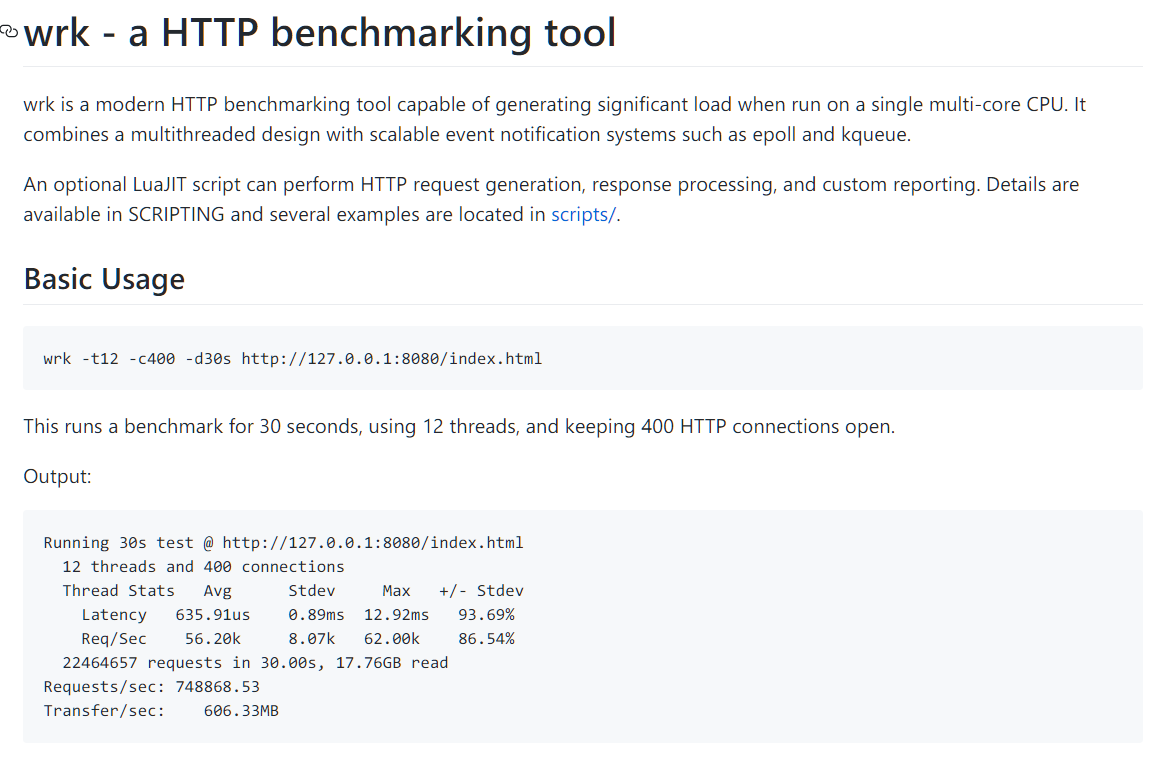 wrk - a HTTP benchmarking tool
wrk is a modern HTTP benchmarking tool capable of generating significant load when run on a single multi-core CPU. It
combines a multithreaded design with scalable event notification systems such as epoll and kqueue.
An optional LuaJIT script can perform HTTP request generation, response processing, and custom reporting. Details are
available in SCRIPTING and several examples are located in scripts/.
Basic Usage
wrk -t12 -c400 -d30s http://127.0.0.1:8080/index.html
This runs a benchmark for 30 seconds, using 12 threads, and keeping 400 HTTP connections open.
Output:
Running 30s test @ http://127.0.0.1:8080/index.html
  12 threads and 400 connections
  Thread Stats   Avg      Stdev     Max   +/- Stdev
    Latency   635.91us    0.89ms  12.92ms   93.69%
    Req/Sec    56.20k     8.07k   62.00k    86.54%
  22464657 requests in 30.00s, 17.76GB read
Requests/sec: 748868.53
Transfer/sec:    606.33MB